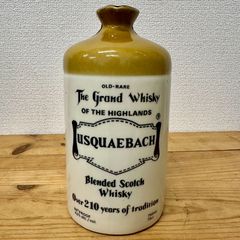 OLD-RARE
The Grand Whisky
OF THE HIGHLANDS
®
USQUAEBACH
Blended Scotch
Whisky
Over 210 years of tradition